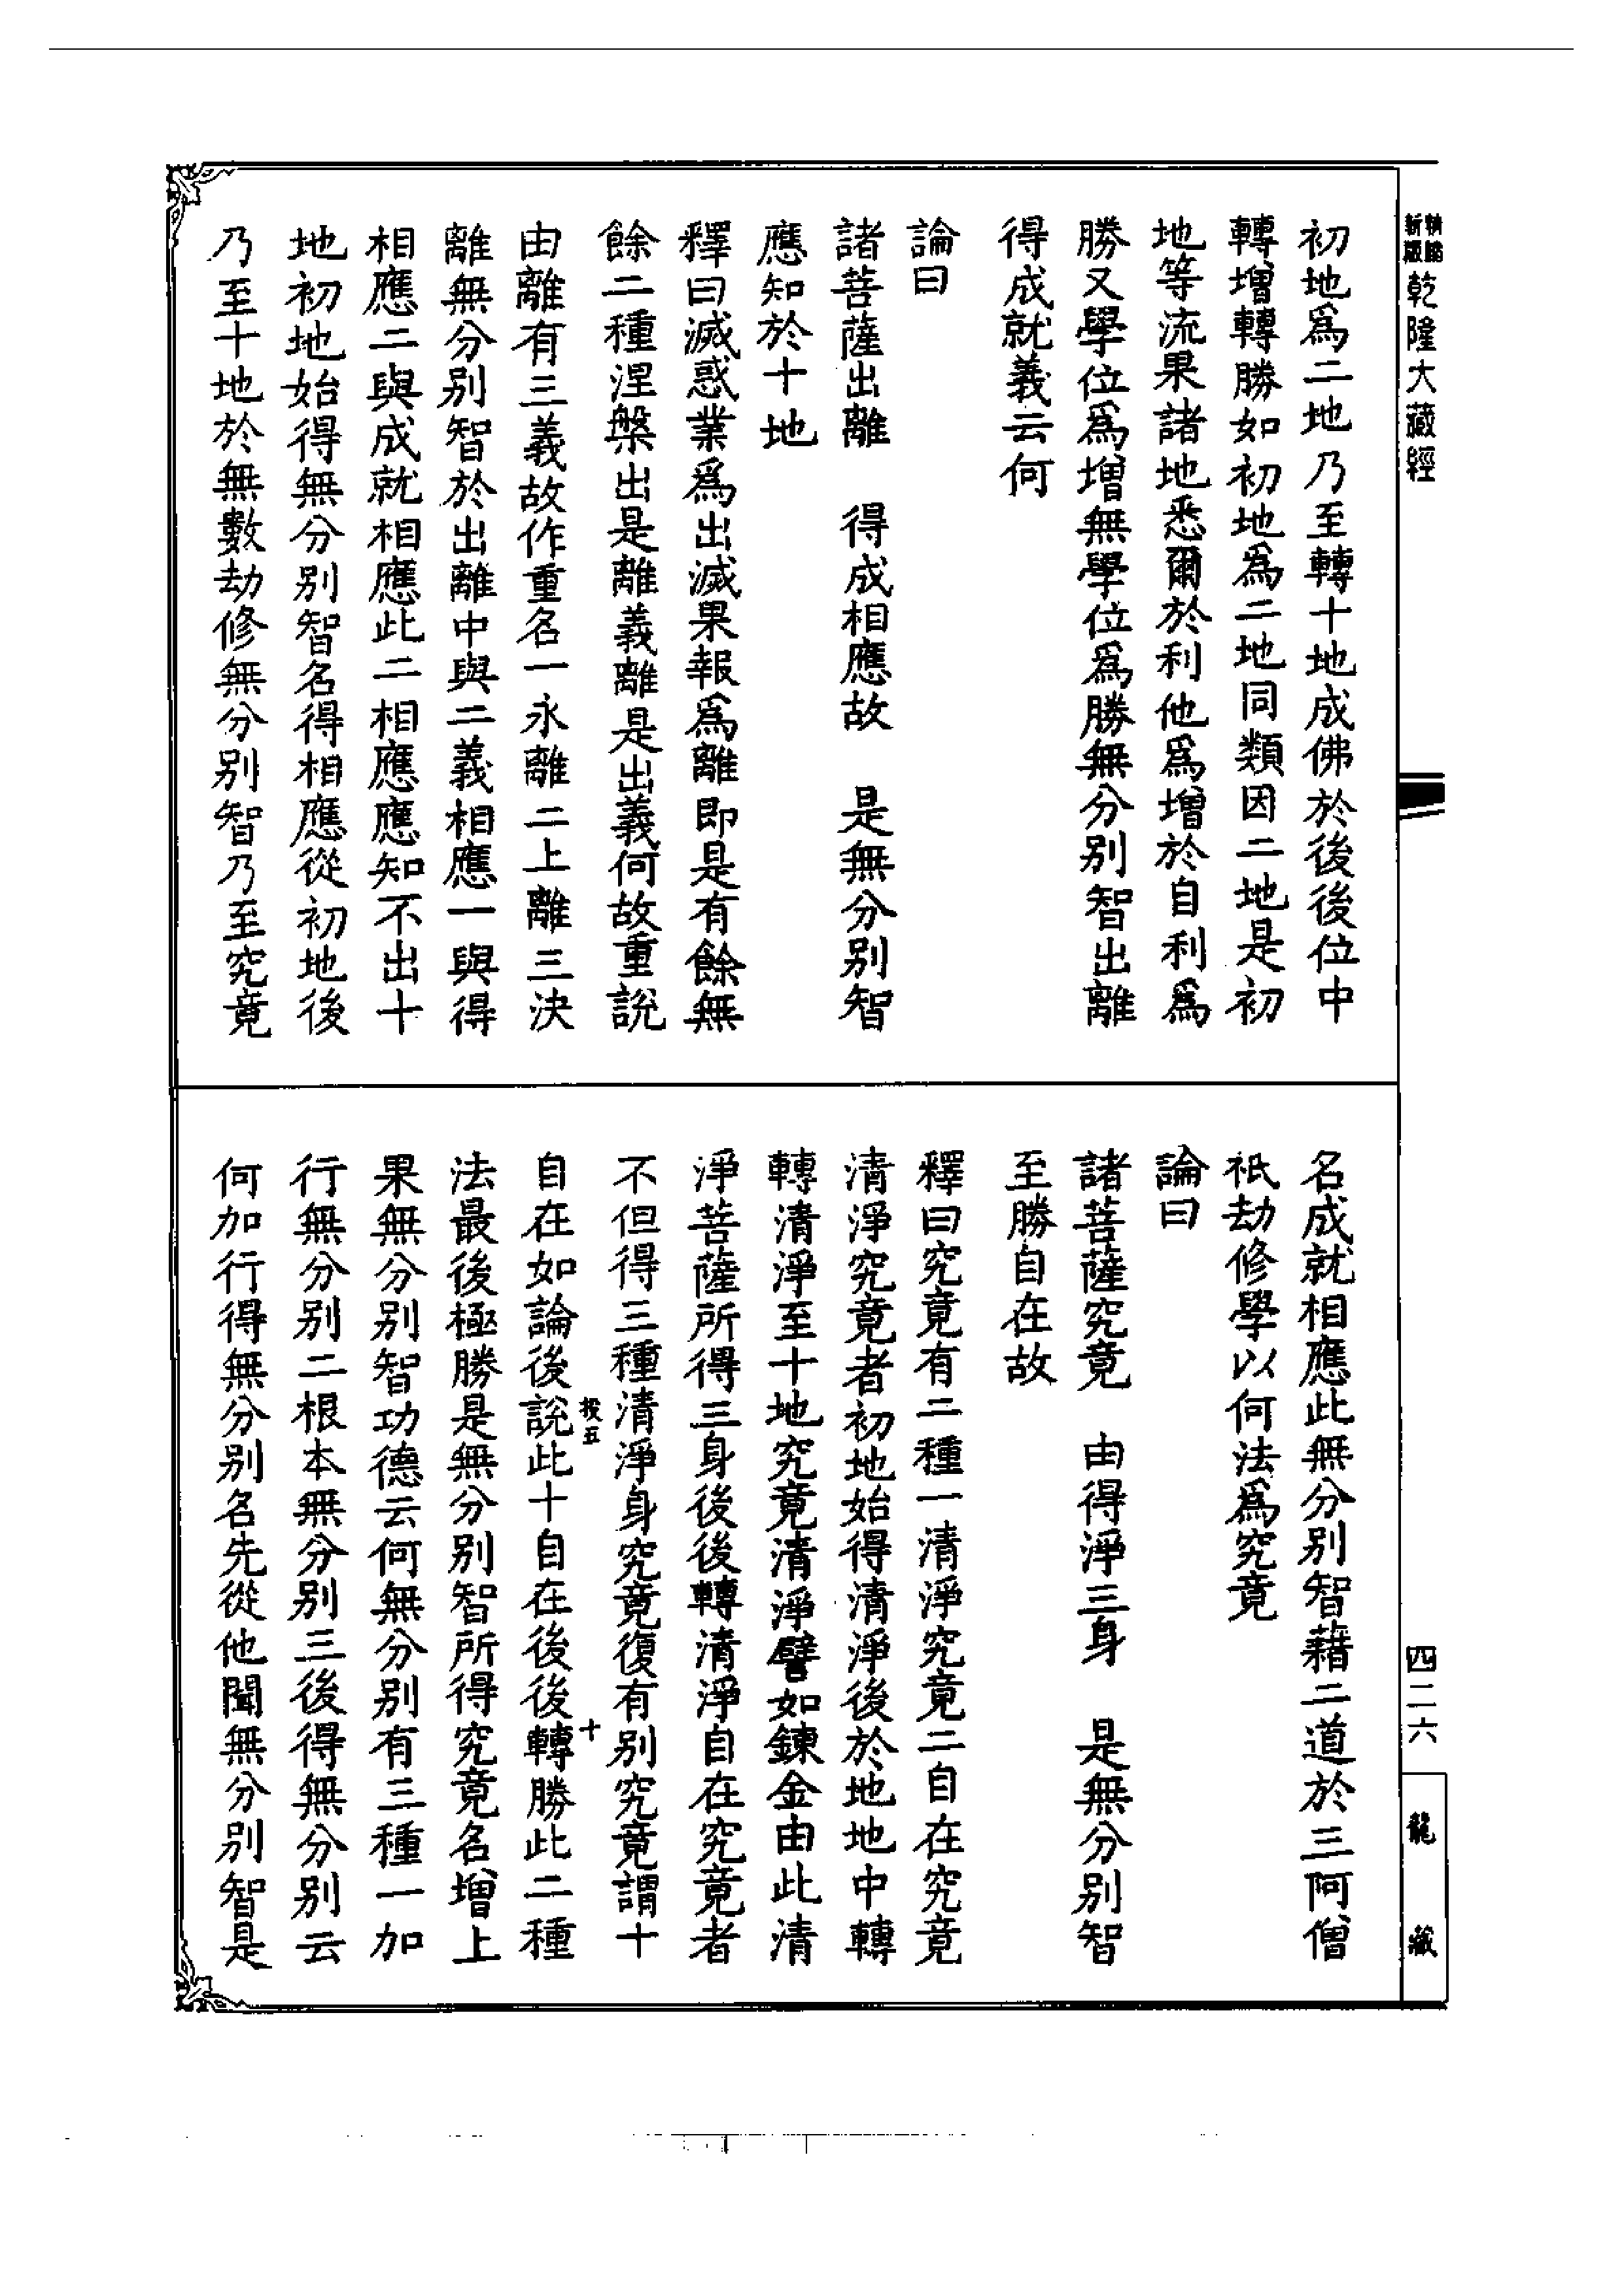 精縮新版乾隆大藏經
初地爲二地乃至轉十地成佛於後後位中
轉增轉勝如初地爲二地同類因二地是初
地等流果諸地悉爾於利他爲增於自利爲
勝又學位爲增無學位爲勝無分別智出離
得成就義云何
論曰
諸菩薩出離　得成相應故　是無分別智
應知於十地
釋曰滅惑業爲出滅果報爲離即是有餘無
餘二種涅槃出是離義離是出義何故重說
由離有三義故作重名一永離二上離三決
離無分別智於出離中與二義相應一與得
相應二與成就相應此二相應應知不出十
地初地始得無分別智名得相應從初地後
乃至十地於無數劫修無分別智乃至究竟
名成就相應此無分別智藉二道於三阿僧
祇劫修學以何法爲究竟
論曰
諸菩薩究竟　由得淨三身　是無分別智
至勝自在故
釋曰究竟有二種一清淨究竟二自在究竟
清淨究竟者初地始得清淨後於地地中轉
轉清淨至十地究竟清淨譬如鍊金由此清
淨菩薩所得三身後後轉清淨自在究竟者
不但得三種清淨身究竟復有別究竟謂十
自在如論後說此十自在後後轉勝此二種
投五
十
法最後極勝是無分別智所得究竟名增上
果無分別智功德云何無分別有三種一加
行無分別二根本無分別三後得無分別云
何加行得無分別名先從他聞無分別智是
四二六
龍藏